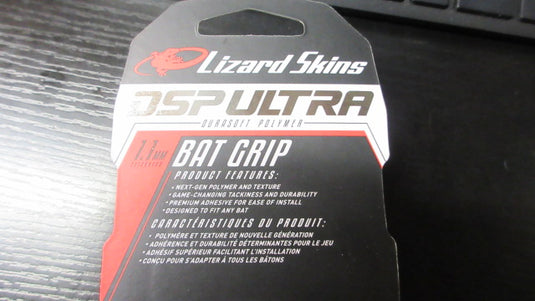 Lizard Skins
DSP ULTRA
DURASOFT POLYMER
1.1MM
BAT GRIP
PRODUCT FEATURES:
• NEXT-GEN POLYMER AND TEXTURE
• GAME-CHANGING TACKINESS AND DURABILITY
• PREMIUM ADHESIVE FOR EASE OF INSTALL
• DESIGNED TO FIT ANY BAT
CARACTÉRISTIQUES DU PRODUIT:
• POLYMÈRE ET TEXTURE DE NOUVELLE GÉNÉRATION
• ADHÉRENCE ET DURABILITÉ DÉTERMINANTES POUR LE JEU
• ADHÉSIF SUPÉRIEUR FACILITANT L'INSTALLATION
• CONÇU POUR S'ADAPTER À TOUS LES BÂTONS